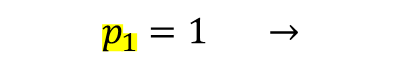 p₁ = 1 →